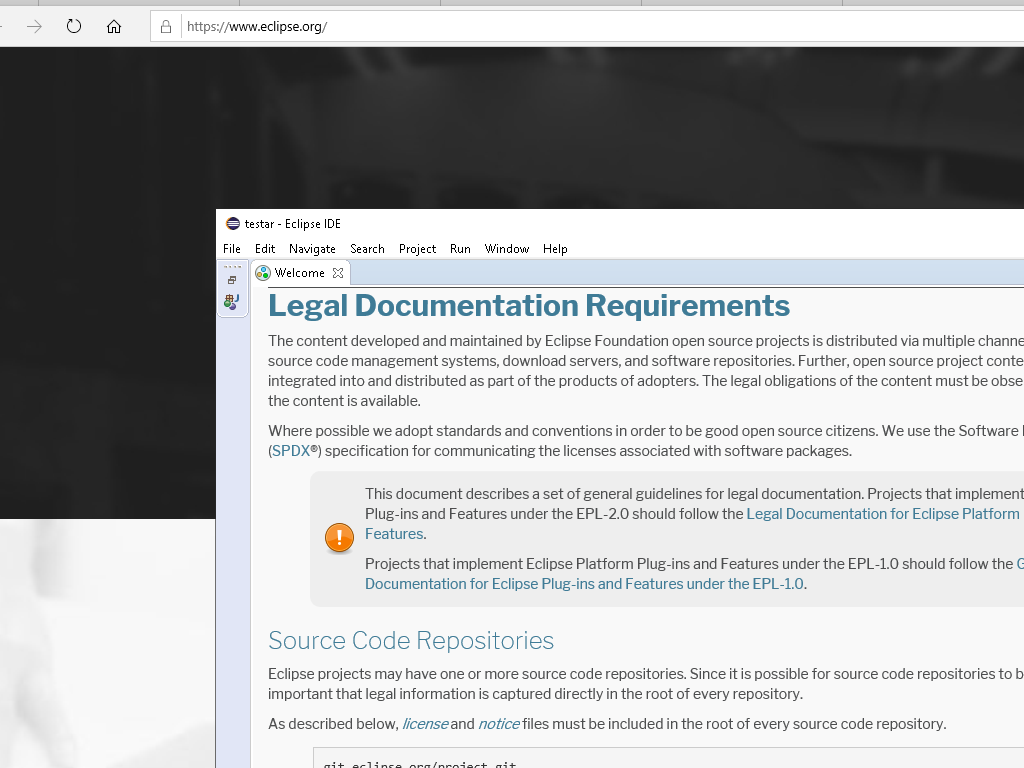 https://www.eclipse.org/
testar - Eclipse IDE
File Edit Navigate Search Project Run Window Help
Welcome
Legal Documentation Requirements
The content developed and maintained by Eclipse Foundation open source projects is distributed via multiple channe
source code management systems, download servers, and software repositories. Further, open source project conte
integrated into and distributed as part of the products of adopters. The legal obligations of the content must be obse
the content is available.
Where possible we adopt standards and conventions in order to be good open source citizens. We use the Software
(SPDX®) specification for communicating the licenses associated with software packages.
This document describes a set of general guidelines for legal documentation. Projects that implement
Plug-ins and Features under the EPL-2.0 should follow the Legal Documentation for Eclipse Platform
Features.
Projects that implement Eclipse Platform Plug-ins and Features under the EPL-1.0 should follow the G
Documentation for Eclipse Plug-ins and Features under the EPL-1.0.
Source Code Repositories
Eclipse projects may have one or more source code repositories. Since it is possible for source code repositories to b
important that legal information is captured directly in the root of every repository.
As described below, license and notice files must be included in the root of every source code repository.
git.eclipse.org/project.git